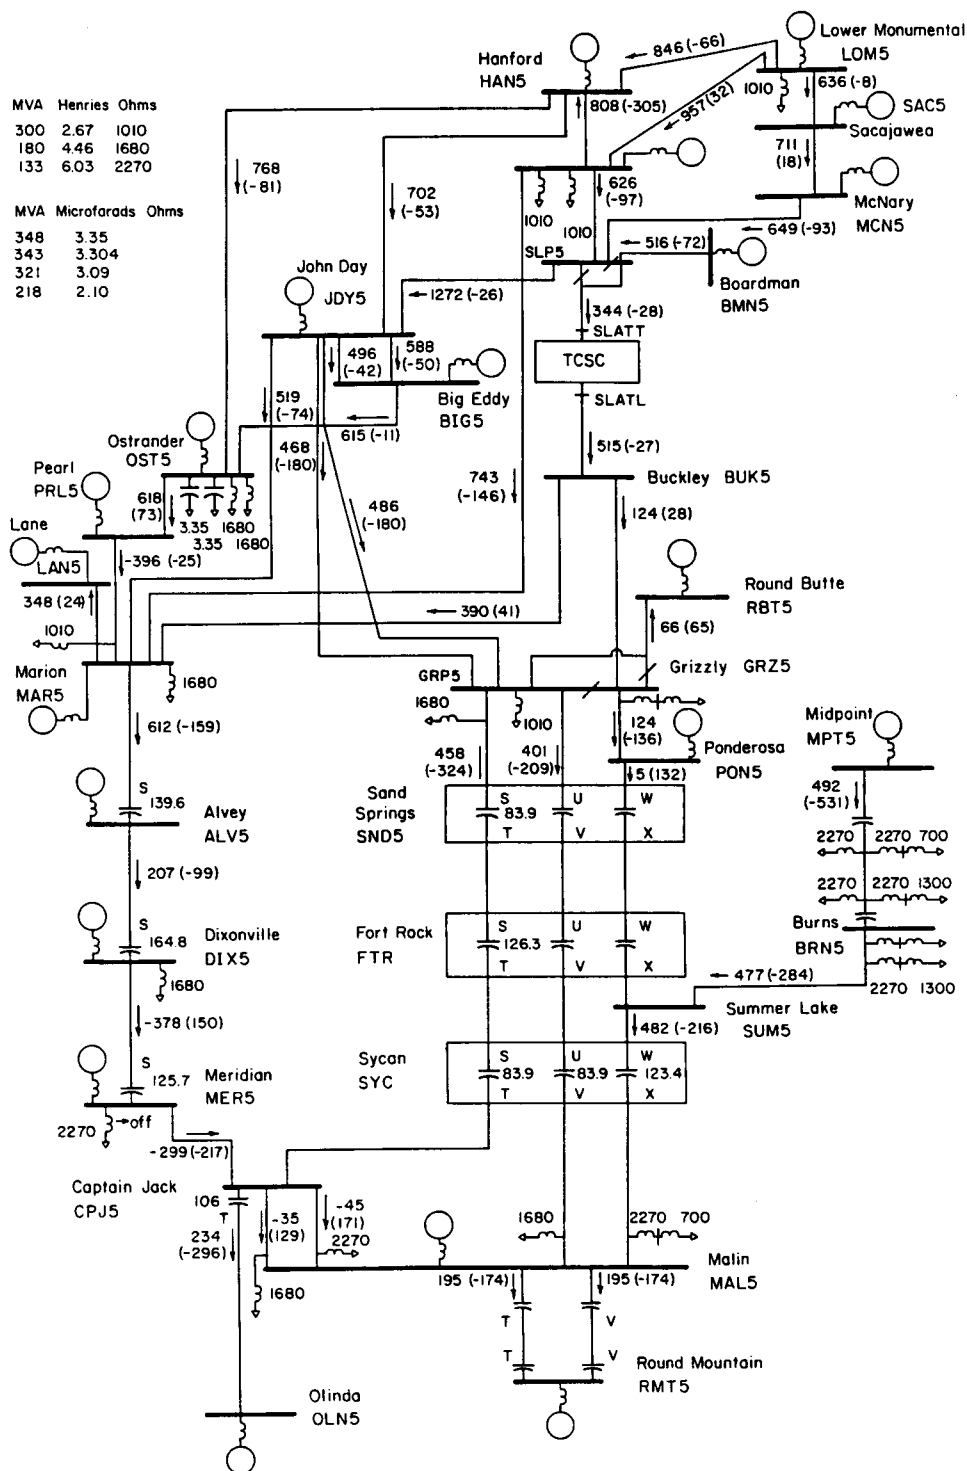 Lower Monumental
LOM5
Hanford
HAN5
846 (-66)
1010
636 (-8)
SAC5
Sacajawea
MVA Henries Ohms
300 2.67 1010
180 4.46 1680
133 6.03 2270
808 (-305)
957(32)
711
(18)
McNary
MCN5
768
(-81)
702
(-53)
626
(-97)
1010
1010
649 (-93)
MVA Microfarads Ohms
348 3.35
343 3.304
321 3.09
218 2.10
516 (-72)
SLP5
Boardman
BMN5
John Day
JDY5
1272 (-26)
344 (-28)
SLATT
TCSC
SLATL
496
(-42)
588
(-50)
Big Eddy
BIG5
519
(-74)
615 (-11)
468
(-180)
515 (-27)
Ostrander
OST5
Pearl
PRL5
618
(73)
3.35
3.35
1680
1680
486
(-180)
743
(-146)
Buckley BUK5
124 (28)
Lane
LAN5
-396 (-25)
348 (24)
390 (41)
Round Butte
RBT5
66 (65)
1010
Marion
MAR5
1680
GRP5
Grizzly GRZ5
1680
1010
612 (-159)
458
(-324)
401
(-209)
124
(-136)
Ponderosa
PON5
5 (132)
Midpoint
MPT5
492
(-531)
S
139.6
Alvey
ALV5
Sand
Springs
SND5
S
83.9
T
U
V
W
X
2270
2270 700
2270
2270 1300
207 (-99)
S
164.8
Dixonville
DIX5
1680
Fort Rock
FTR
S
126.3
T
U
V
W
X
Burns
BRN5
2270 1300
477 (-284)
Summer Lake
SUM5
482 (-216)
-378 (150)
S
125.7
Meridian
MER5
2270
off
-299 (-217)
Sycan
SYC
S
83.9
T
U
83.9
V
W
123.4
X
Captain Jack
CPJ5
106
T
234
(-296)
-35
(129)
-45
(171)
2270
1680
1680
2270 700
Malin
MAL5
195 (-174)
195 (-174)
T
V
T
V
Round Mountain
RMT5
Olinda
OLN5